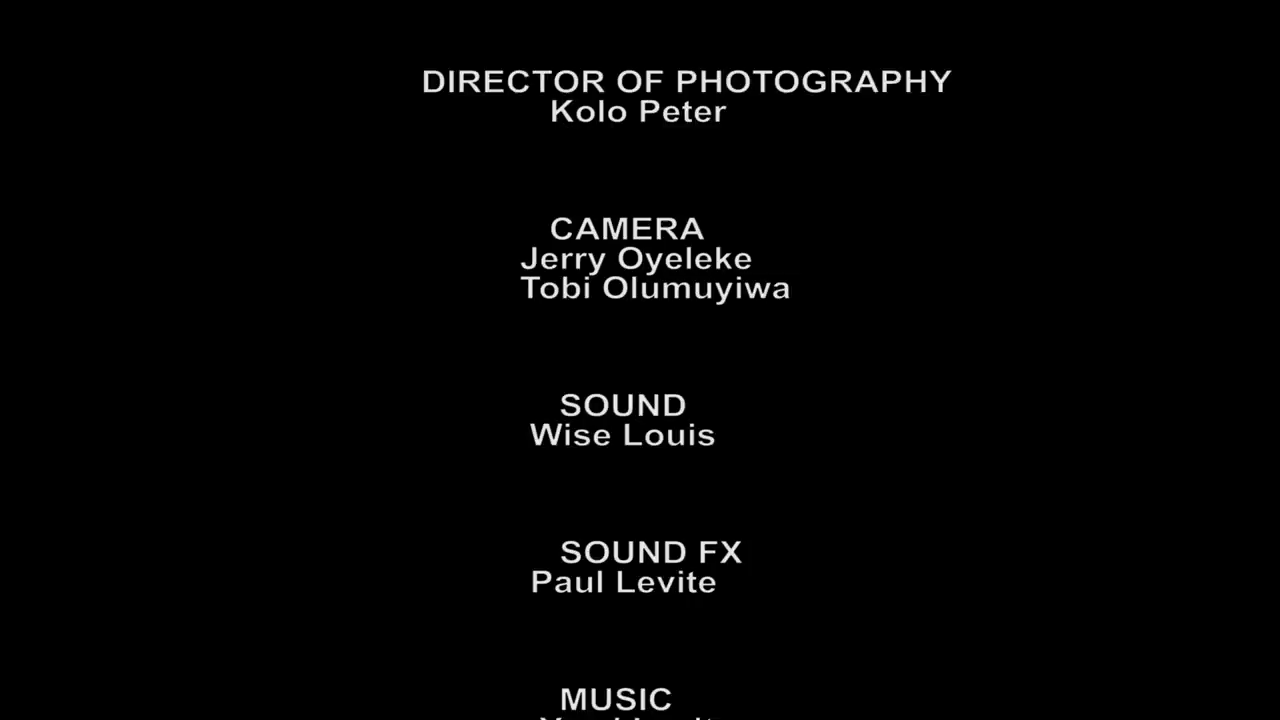 DIRECTOR OF PHOTOGRAPHY
Kolo Peter
CAMERA
Jerry Oyeleke
Tobi Olumuyiwa
SOUND
Wise Louis
SOUND FX
Paul Levite
MUSIC